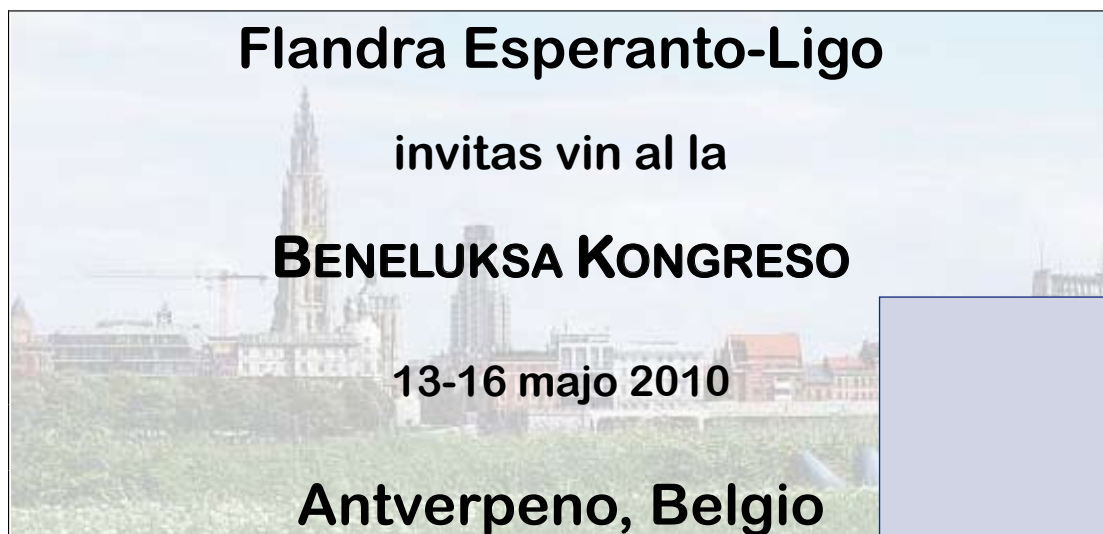 Flandra Esperanto-Ligo
invitas vin al la
BENELUKSA KONGRESO
13-16 majo 2010
Antverpeno, Belgio